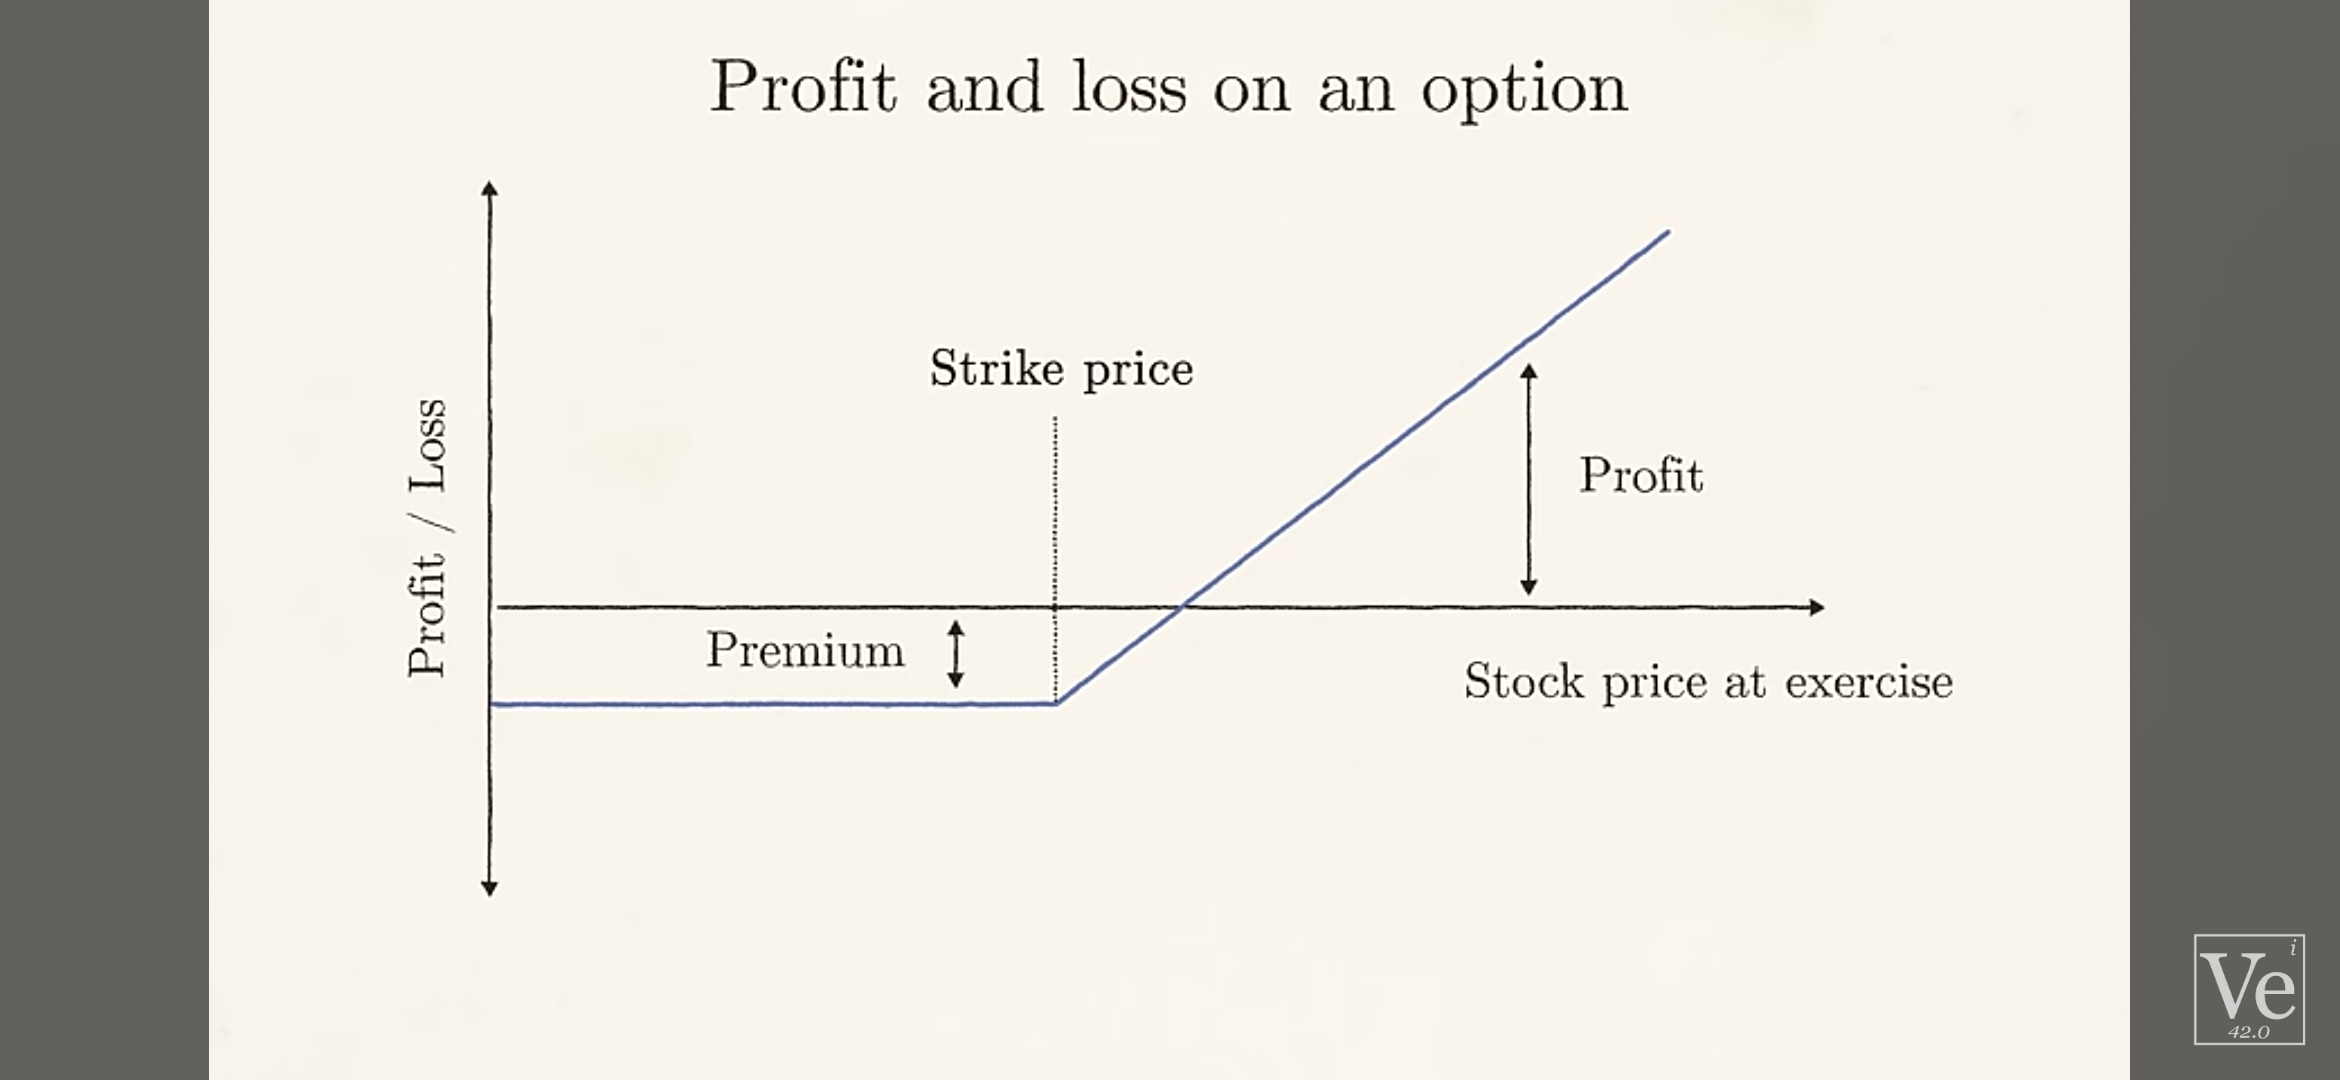 Profit and loss on an option
Profit / Loss
Strike price
Profit
Premium
Stock price at exercise
i
Ve
42.0